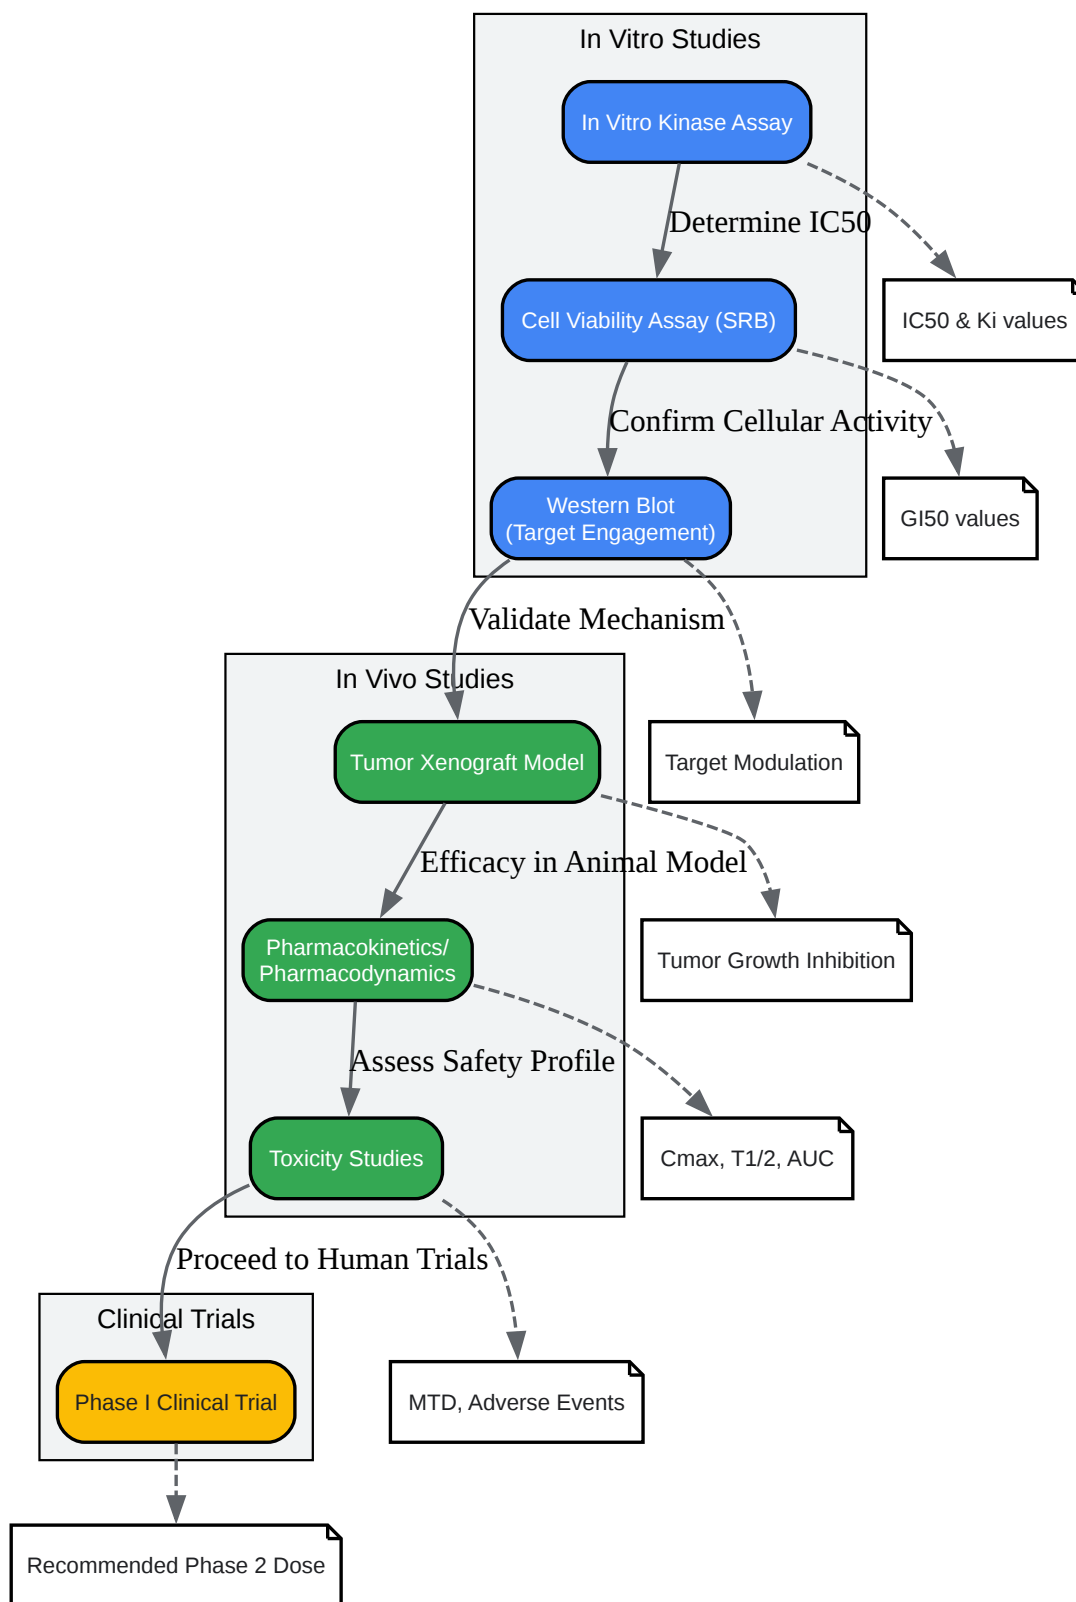 In Vitro Studies
In Vitro Kinase Assay
Determine IC50
Cell Viability Assay (SRB)
IC50 & Ki values
Confirm Cellular Activity
Western Blot
(Target Engagement)
GI50 values
Validate Mechanism
In Vivo Studies
Tumor Xenograft Model
Target Modulation
Efficacy in Animal Model
Pharmacokinetics/
Pharmacodynamics
Tumor Growth Inhibition
Assess Safety Profile
Toxicity Studies
Cmax, T1/2, AUC
Proceed to Human Trials
Clinical Trials
Phase I Clinical Trial
MTD, Adverse Events
Recommended Phase 2 Dose